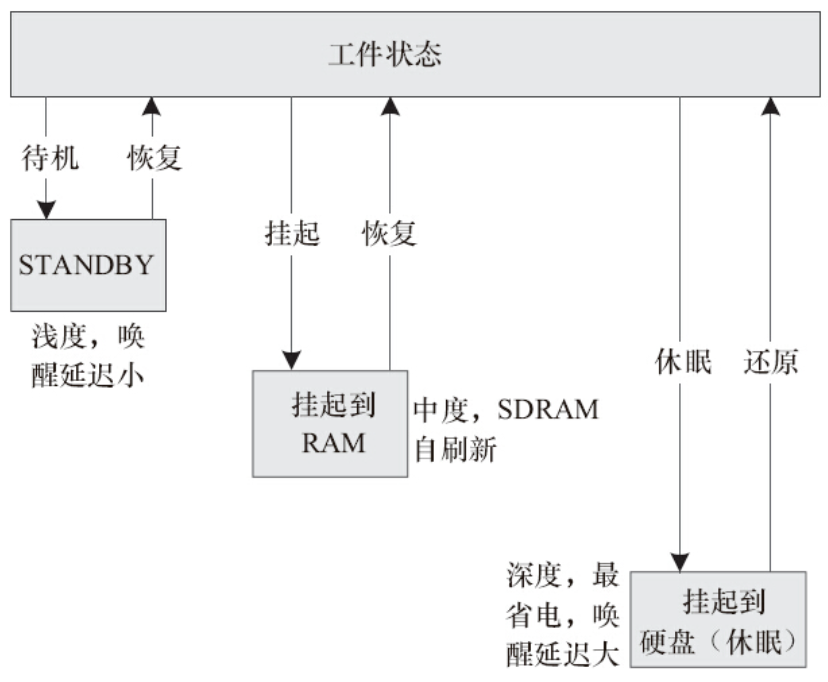 工件状态
待机
恢复
STANDBY
浅度，唤
醒延迟小
挂起
恢复
挂起到
RAM
中度，SDRAM
自刷新
休眠
还原
深度，最
省电，唤
醒延迟大
挂起到
硬盘（休眠）